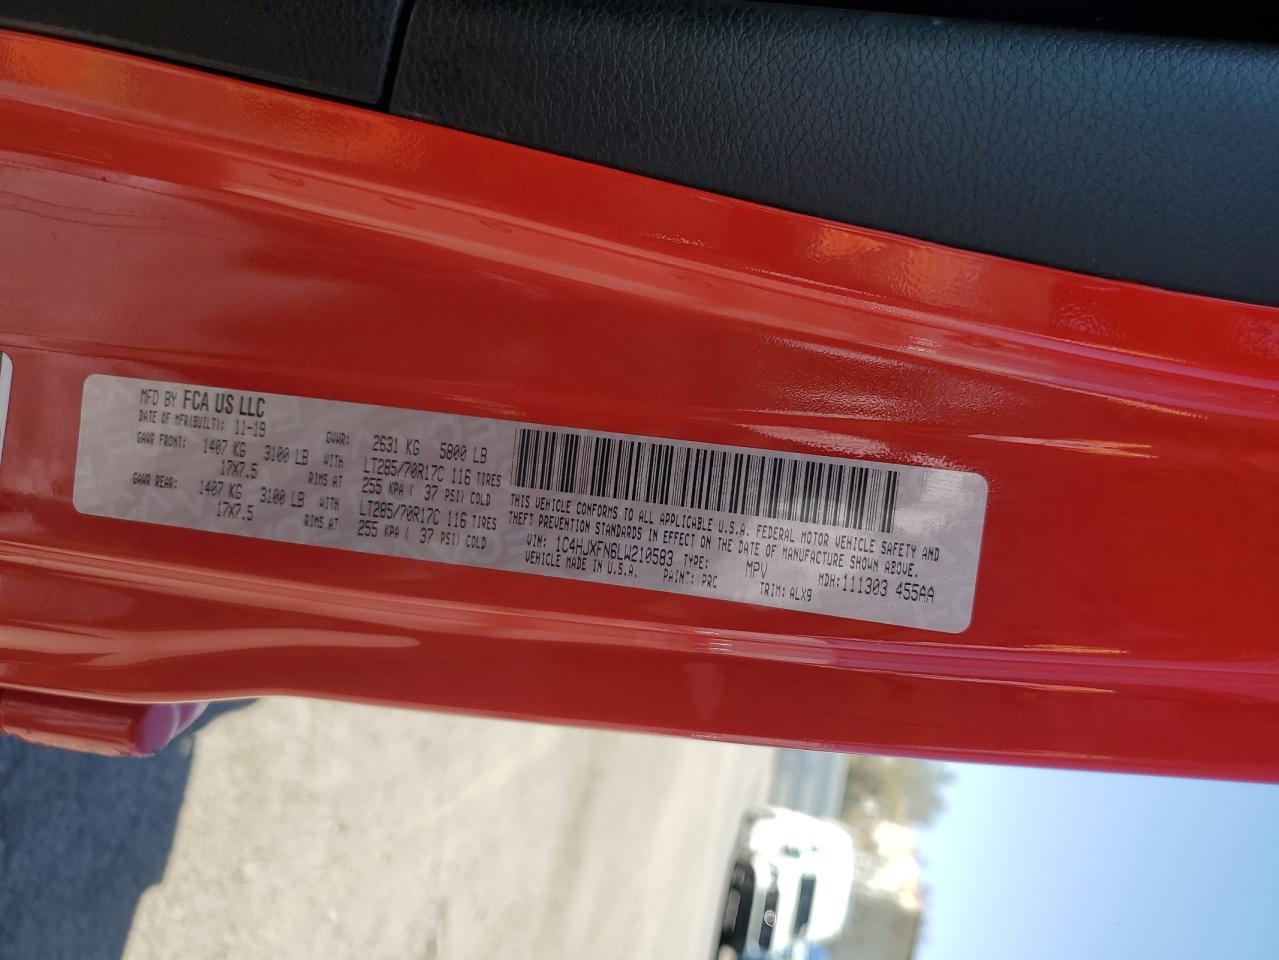 MFD BY FCA US LLC
DATE OF MFR(BUILT): 11-19 GVWR: 2631 KG 5800 LB
GAWR FRONT: 1407 KG 3100 LB WITH LT285/70R17C 116 TIRES
17X7.5 RIMS AT 255 KPA ( 37 PSI) COLD
GAWR REAR: 1407 KG 3100 LB WITH LT285/70R17C 116 TIRES
17X7.5 RIMS AT 255 KPA ( 37 PSI) COLD
THIS VEHICLE CONFORMS TO ALL APPLICABLE U.S.A. FEDERAL MOTOR VEHICLE SAFETY AND
THEFT PREVENTION STANDARDS IN EFFECT ON THE DATE OF MANUFACTURE SHOWN ABOVE.
VIN: 1C4HJXFN6LW210583 TYPE: MPV MDH:111303 455AA
VEHICLE MADE IN U.S.A. PAINT: PRC TRIM: ALX9